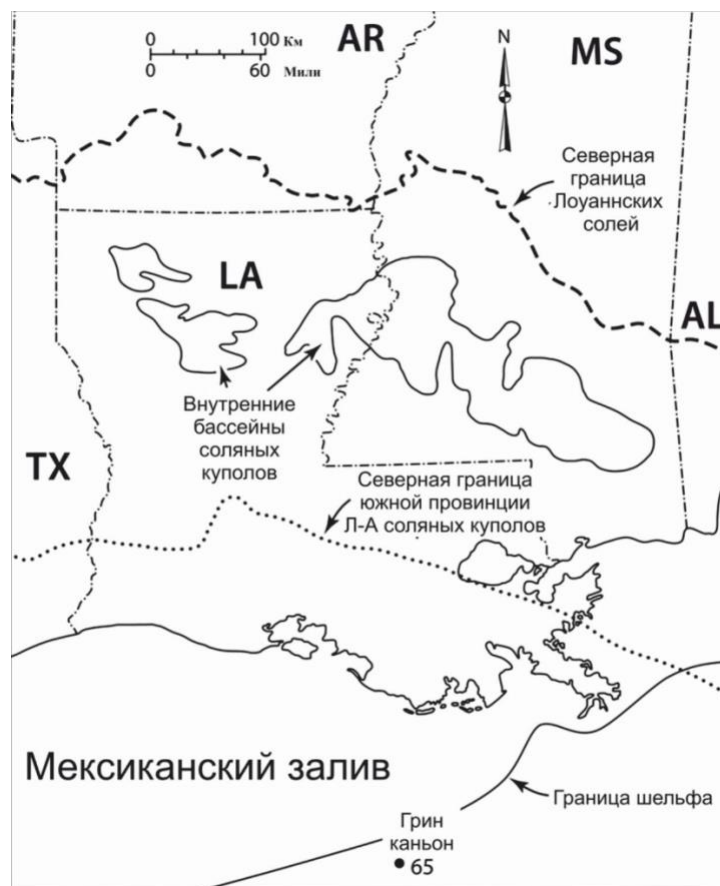 0 100 Км
0 60 Мили
AR
N
MS
Северная
граница
Лоуаннских
солей
LA
AL
Внутренние
бассейны
соляных
куполов
TX
Северная граница
южной провинции
Л-А соляных куполов
Мексиканский залив
Граница шельфа
Грин
каньон
65